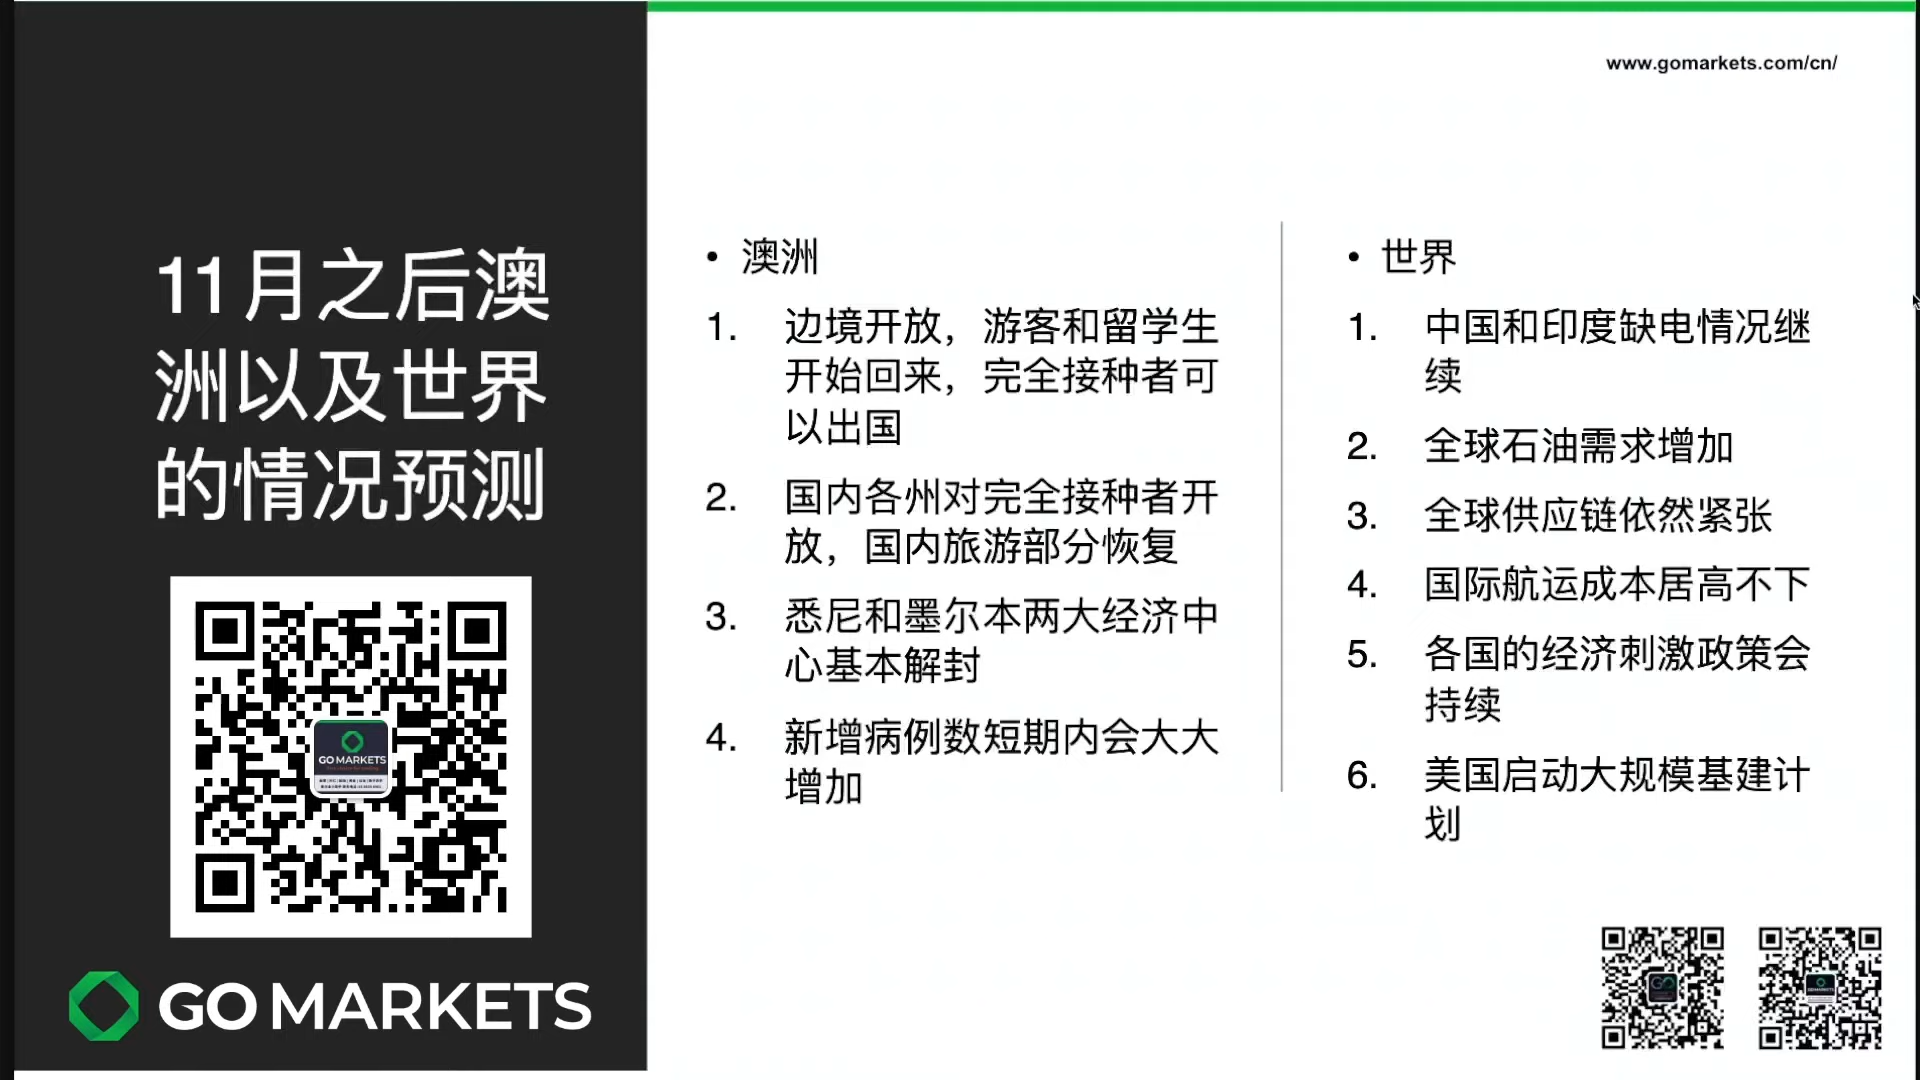 www.gomarkets.com/cn/
11月之后澳
洲以及世界
的情况预测
GO MARKETS
GO MARKETS
• 澳洲
1. 边境开放，游客和留学生
开始回来，完全接种者可
以出国
2. 国内各州对完全接种者开
放，国内旅游部分恢复
3. 悉尼和墨尔本两大经济中
心基本解封
4. 新增病例数短期内会大大
增加
• 世界
1. 中国和印度缺电情况继
续
2. 全球石油需求增加
3. 全球供应链依然紧张
4. 国际航运成本居高不下
5. 各国的经济刺激政策会
持续
6. 美国启动大规模基建计
划